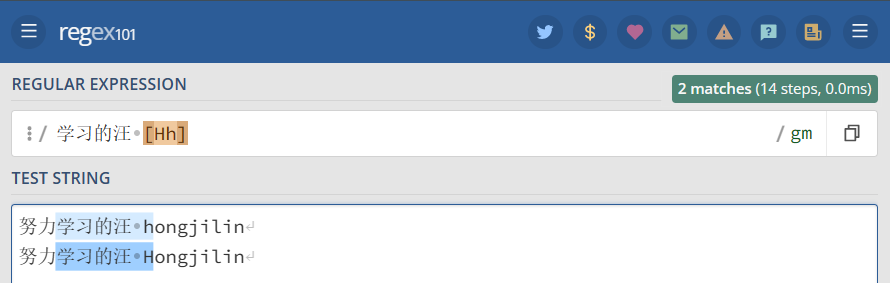 regex101
REGULAR EXPRESSION
2 matches (14 steps, 0.0ms)
/ 学习的汪·[Hh] / gm
TEST STRING
努力学习的汪·hongjilin↵
努力学习的汪·Hongjilin↵